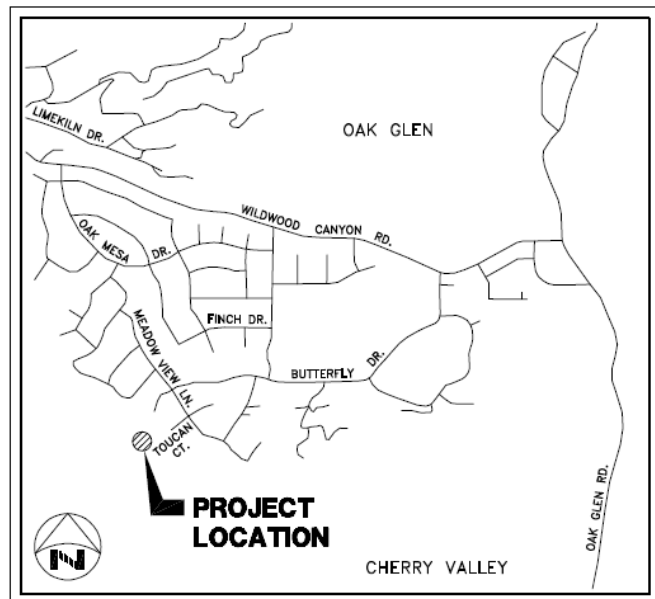 OAK GLEN
LIMEKILN DR.
WILDWOOD CANYON RD.
OAK MESA DR.
FINCH DR.
MEADOW VIEW LN.
BUTTERFLY DR.
TOUCAN
CT.
PROJECT
LOCATION
OAK GLEN RD.
CHERRY VALLEY
N